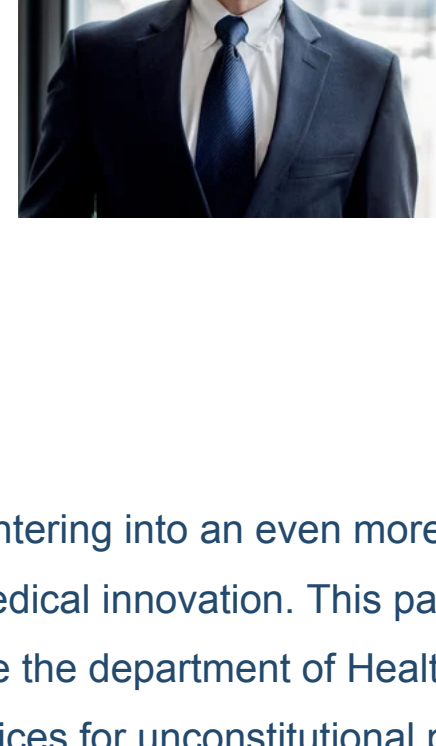 ntering into an even more
edical innovation. This pa
e the department of Healt
ices for unconstitutional